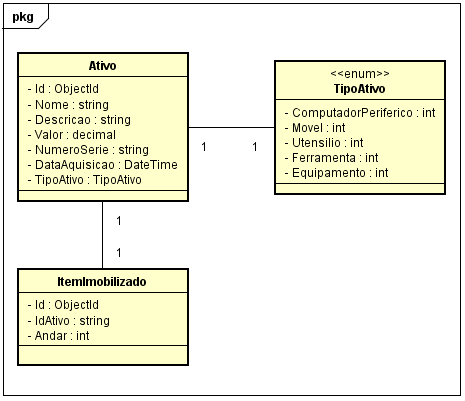 pkg
Ativo
- Id : ObjectId
- Nome : string
- Descricao : string
- Valor : decimal
- NumeroSerie : string
- DataAquisicao : DateTime
- TipoAtivo : TipoAtivo
<<enum>>
TipoAtivo
- ComputadorPeriferico : int
- Movel : int
- Utensilio : int
- Ferramenta : int
- Equipamento : int
1 1
1
1
ItemImobilizado
- Id : ObjectId
- IdAtivo : string
- Andar : int